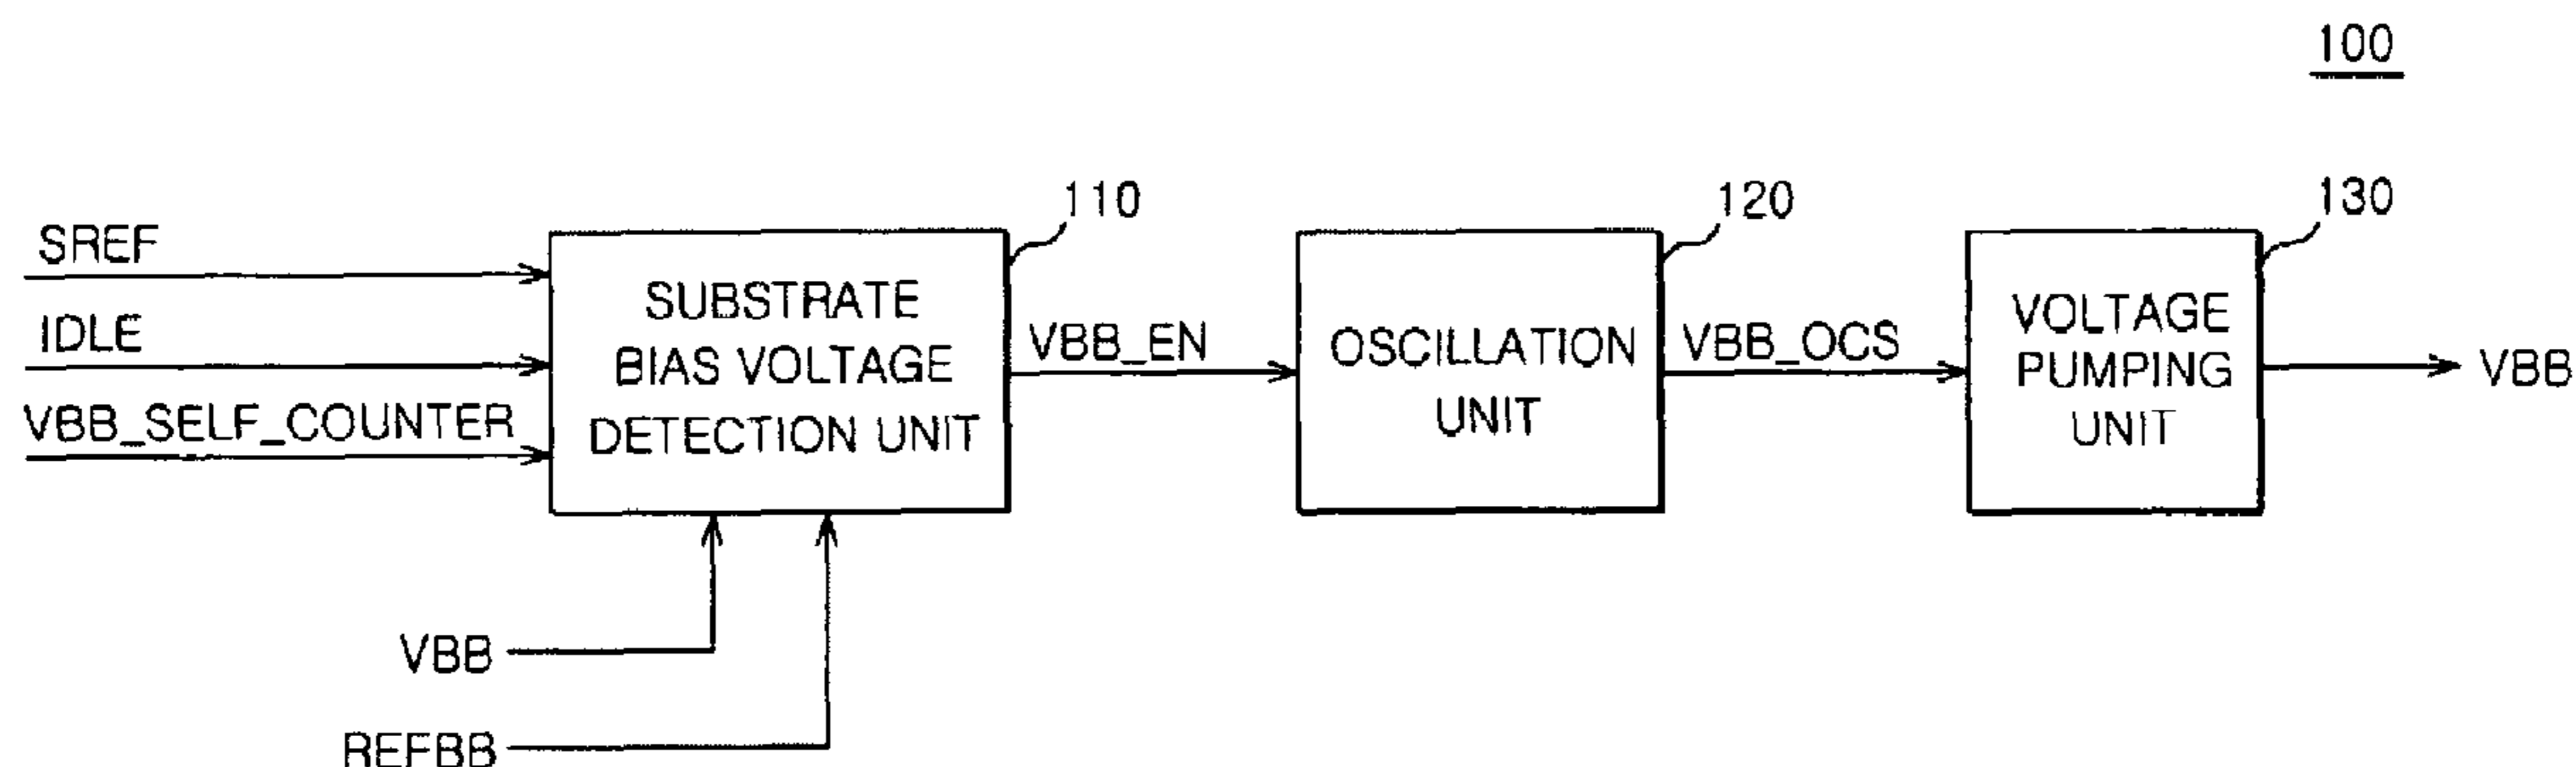 100
110
120
130
SREF
IDLE
VBB_SELF_COUNTER
SUBSTRATE
BIAS VOLTAGE
DETECTION UNIT
VBB_EN
OSCILLATION
UNIT
VBB_OCS
VOLTAGE
PUMPING
UNIT
VBB
VBB
REFBB